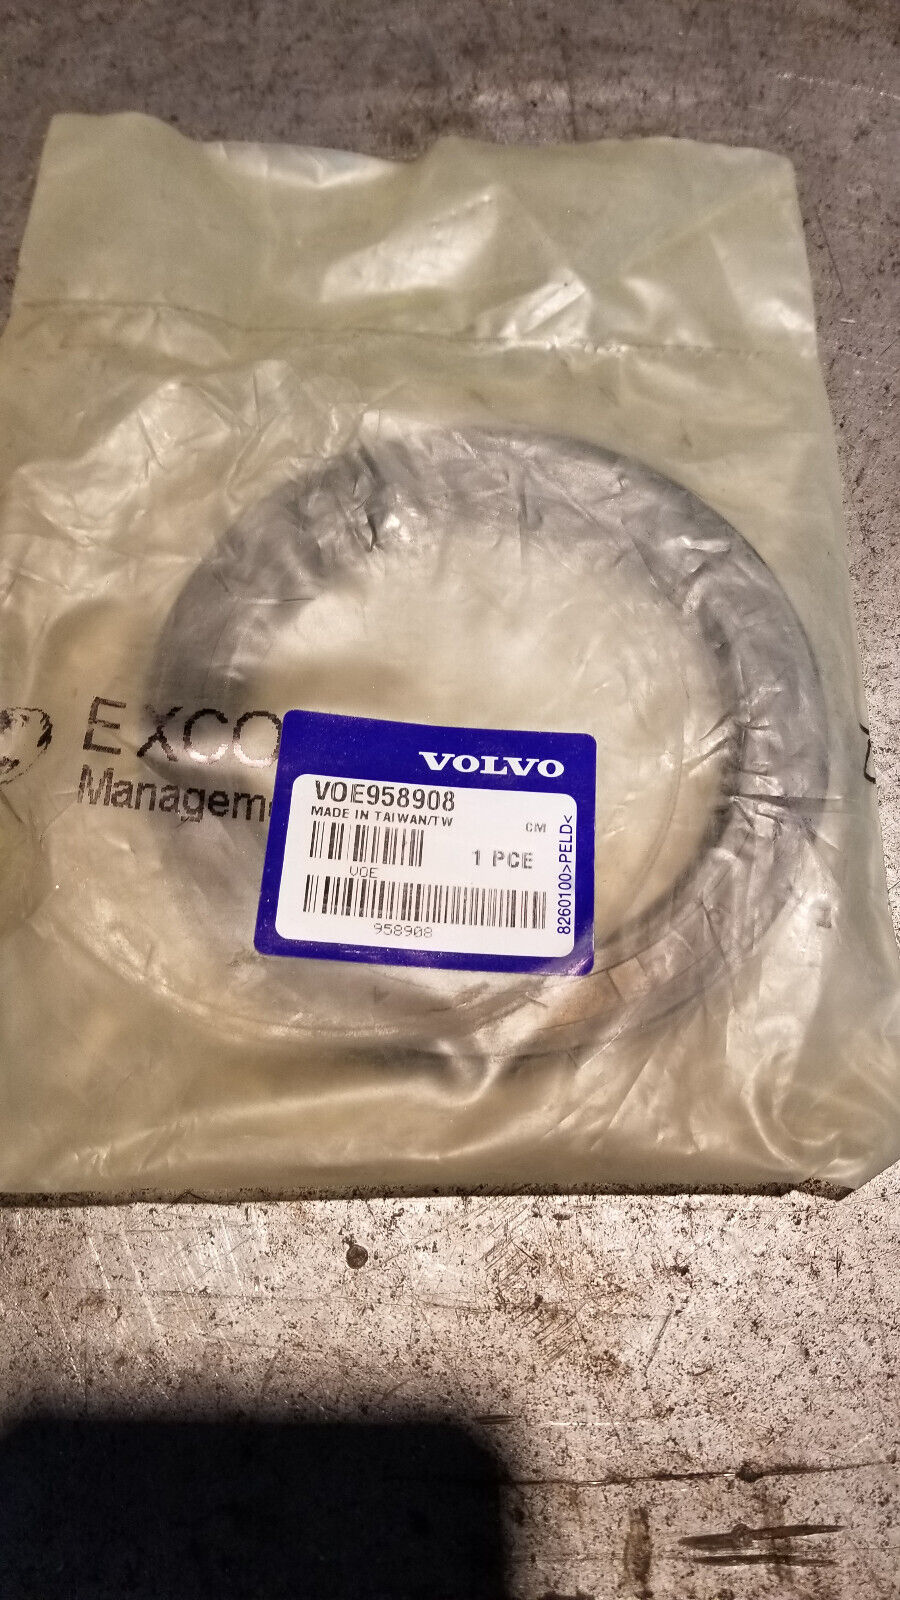 EXCO
Managem
VOLVO
VOE958908
MADE IN TAIWAN/TW
CM
1 PCE
VOE
958908
8260100>PELD<